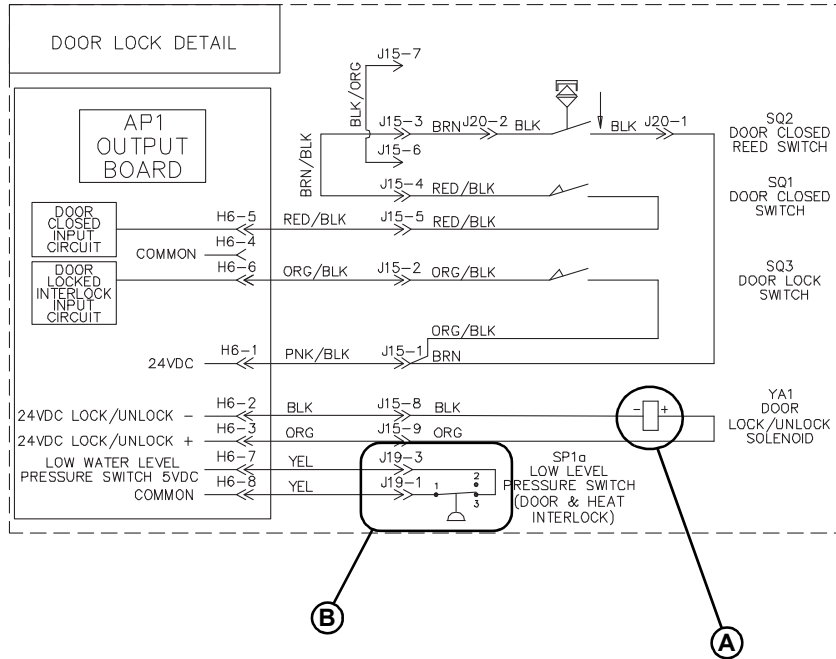 DOOR LOCK DETAIL
AP1
OUTPUT
BOARD
J15-7
BLK/ORG
J15-3 BRN J20-2 BLK BLK J20-1
J15-6
BRN/BLK
J15-4 RED/BLK
SQ2
DOOR CLOSED
REED SWITCH
SQ1
DOOR CLOSED
SWITCH
DOOR
CLOSED
INPUT
CIRCUIT
H6-5 RED/BLK J15-5 RED/BLK
COMMON H6-4
DOOR
LOCKED
INTERLOCK
INPUT
CIRCUIT
H6-6 ORG/BLK J15-2 ORG/BLK
SQ3
DOOR LOCK
SWITCH
ORG/BLK
24VDC H6-1 PNK/BLK J15-1 BRN
24VDC LOCK/UNLOCK - H6-2 BLK J15-8 BLK
- +
YA1
DOOR
LOCK/UNLOCK
SOLENOID
24VDC LOCK/UNLOCK + H6-3 ORG J15-9 ORG
LOW WATER LEVEL
PRESSURE SWITCH 5VDC
H6-7 YEL J19-3
COMMON H6-8 YEL J19-1
1 2 3
SP1a
LOW LEVEL
PRESSURE SWITCH
(DOOR & HEAT
INTERLOCK)
B
A